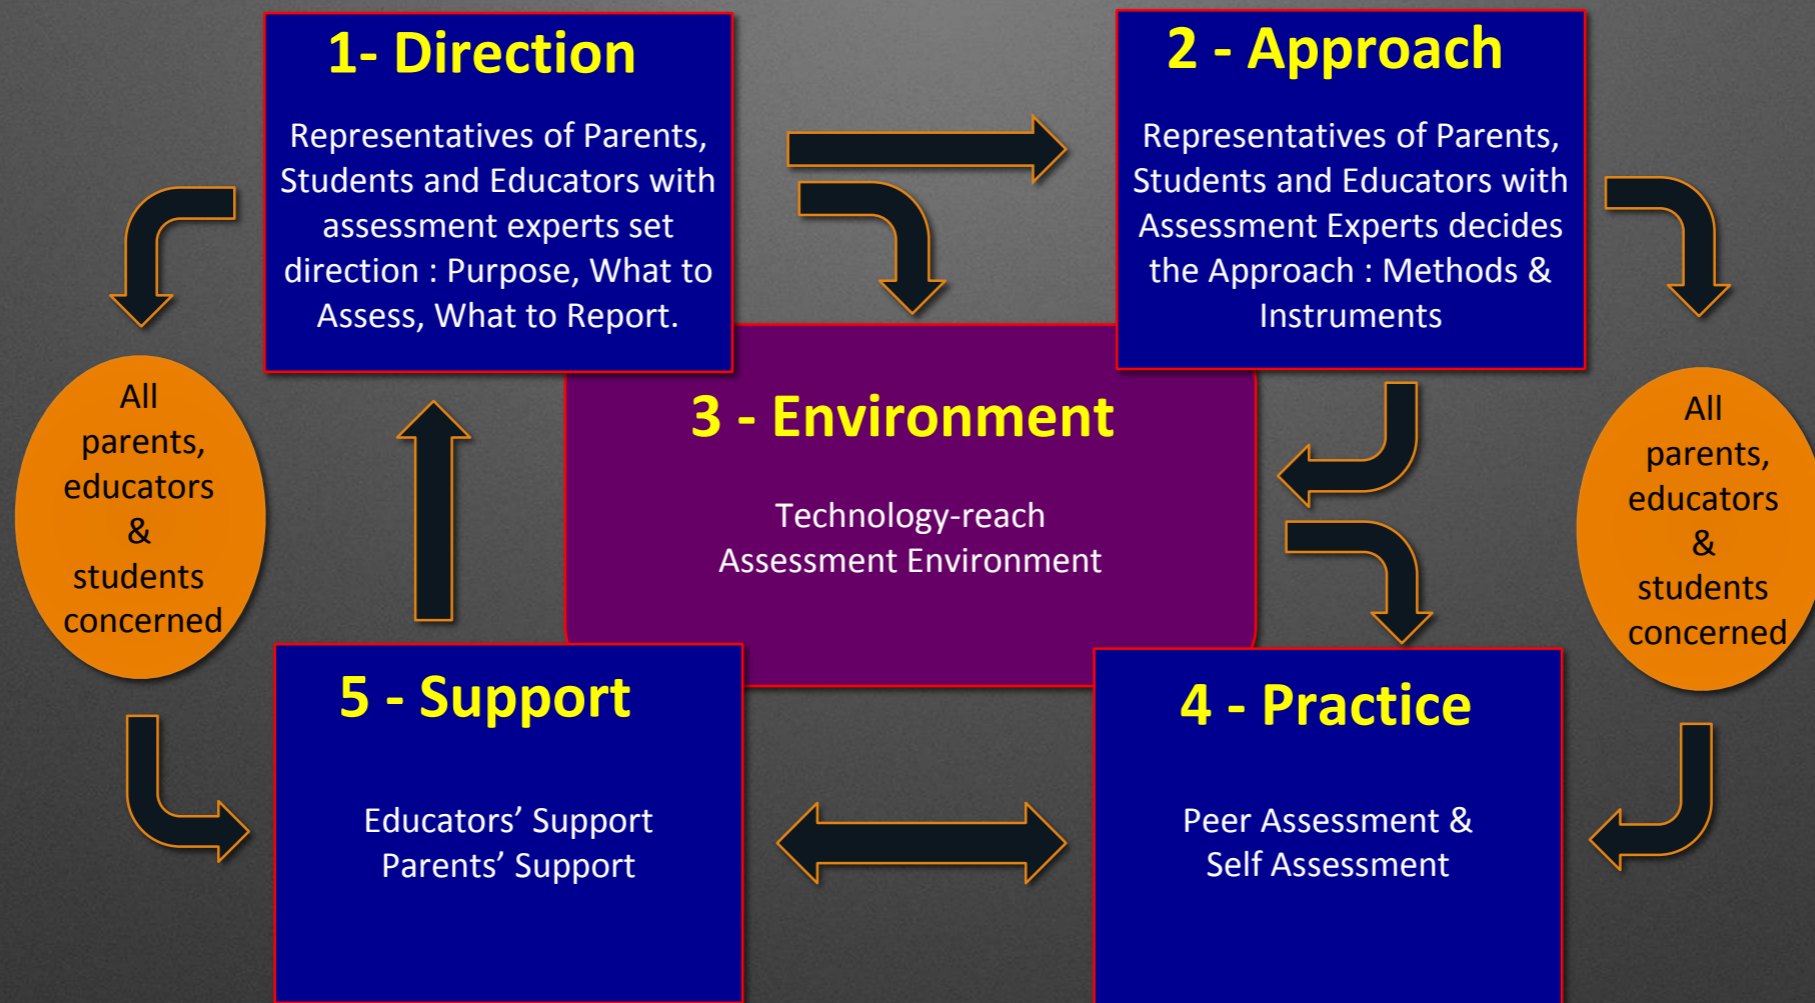 1- Direction
Representatives of Parents,
Students and Educators with
assessment experts set
direction : Purpose, What to
Assess, What to Report.
2 - Approach
Representatives of Parents,
Students and Educators with
Assessment Experts decides
the Approach : Methods &
Instruments
All
parents,
educators
&
students
concerned
3 - Environment
Technology-reach
Assessment Environment
All
parents,
educators
&
students
concerned
5 - Support
Educators’ Support
Parents’ Support
4 - Practice
Peer Assessment &
Self Assessment